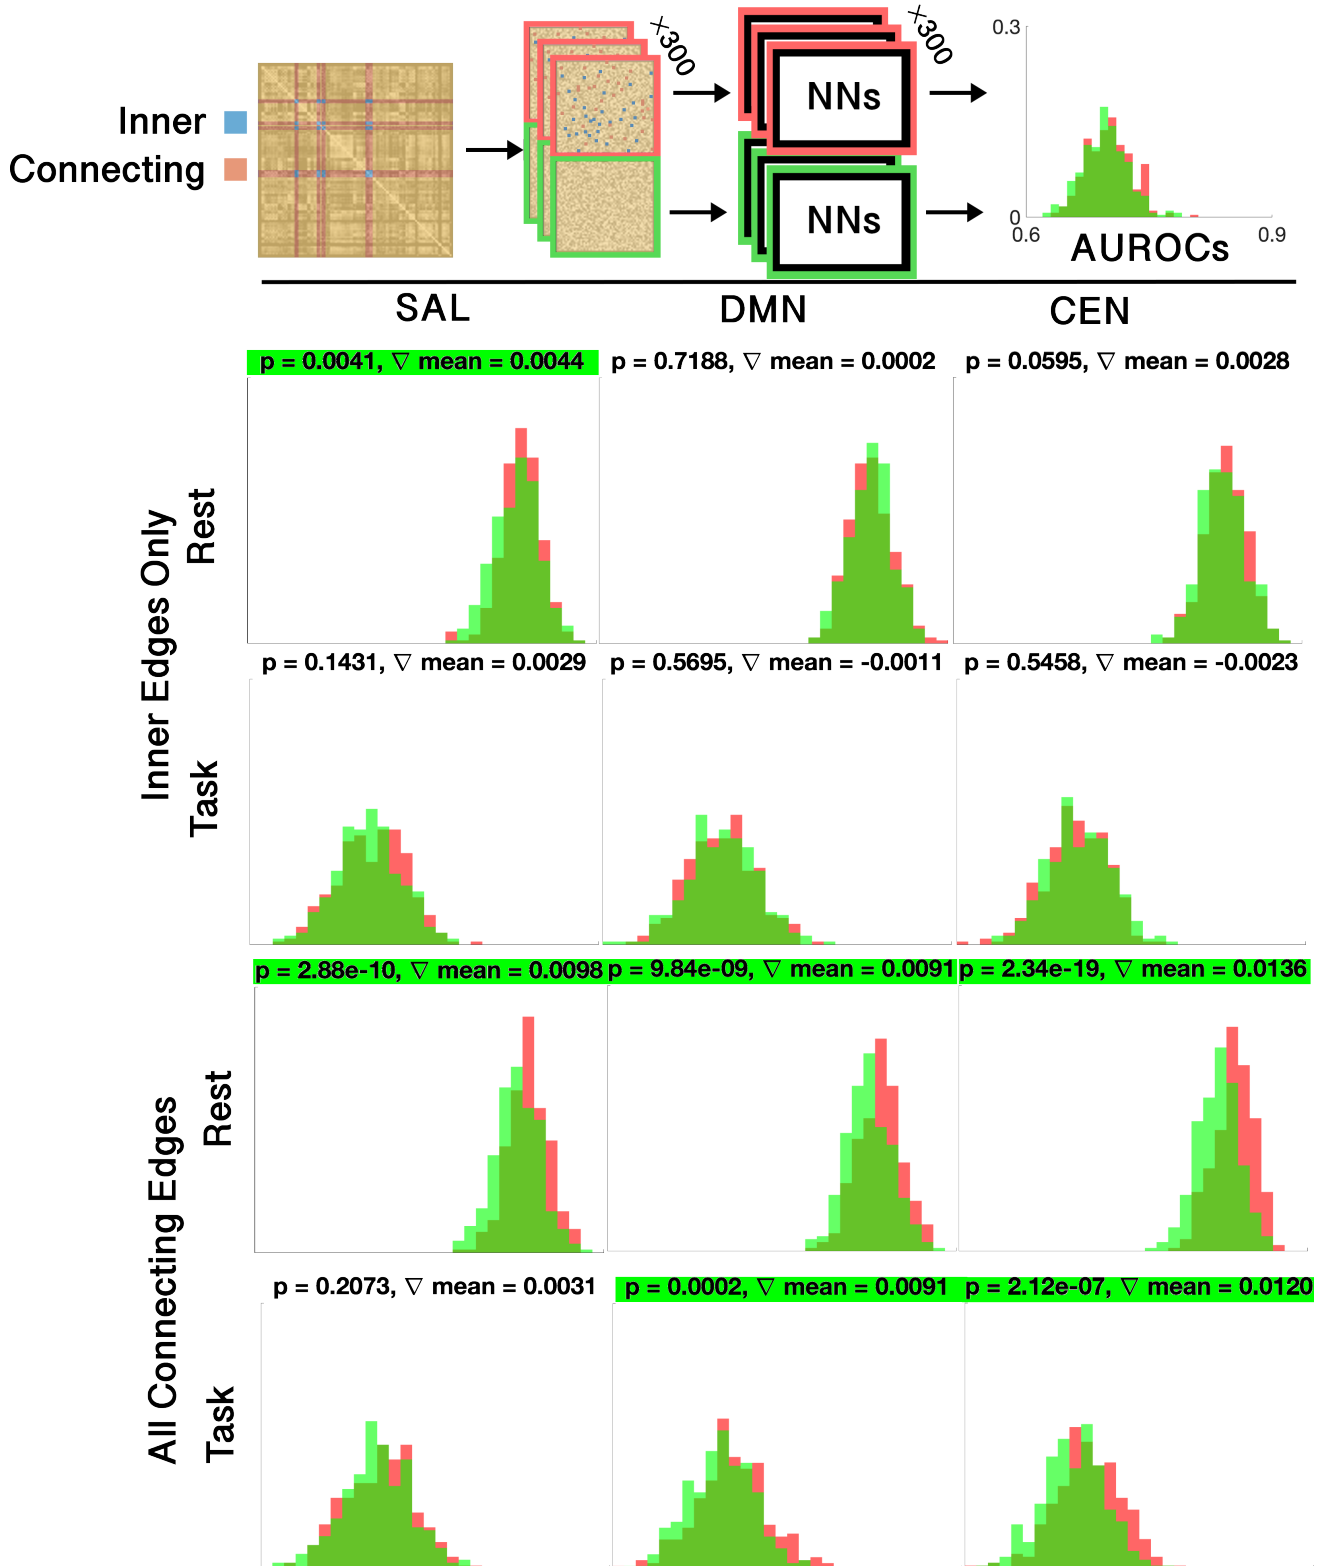 ×300
×300
0.3
Inner
Connecting
NNs
NNs
0
0.6
0.9
AUROCs
SAL
DMN
CEN
p = 0.0041, ∇ mean = 0.0044
p = 0.7188, ∇ mean = 0.0002
p = 0.0595, ∇ mean = 0.0028
Inner Edges Only
Rest
p = 0.1431, ∇ mean = 0.0029
p = 0.5695, ∇ mean = -0.0011
p = 0.5458, ∇ mean = -0.0023
Task
p = 2.88e-10, ∇ mean = 0.0098
p = 9.84e-09, ∇ mean = 0.0091
p = 2.34e-19, ∇ mean = 0.0136
All Connecting Edges
Rest
p = 0.2073, ∇ mean = 0.0031
p = 0.0002, ∇ mean = 0.0091
p = 2.12e-07, ∇ mean = 0.0120
Task